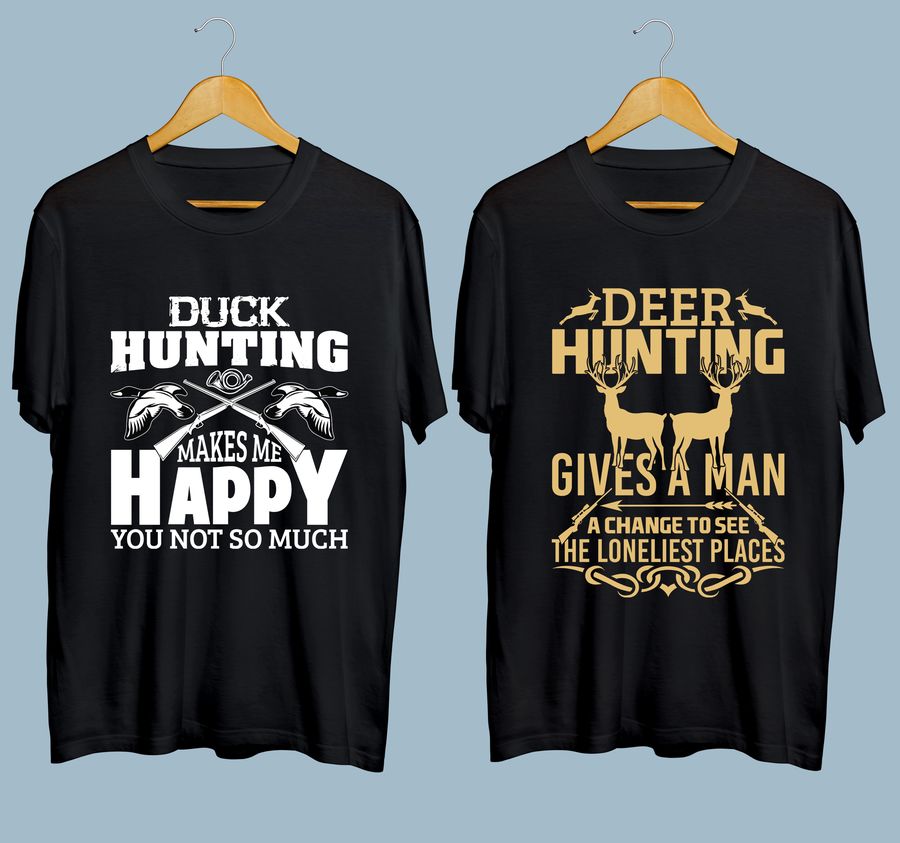 DUCK
HUNTING
MAKES ME
HAPPY
YOU NOT SO MUCH
DEER
HUNTING
GIVES A MAN
A CHANGE TO SEE
THE LONELIEST PLACES